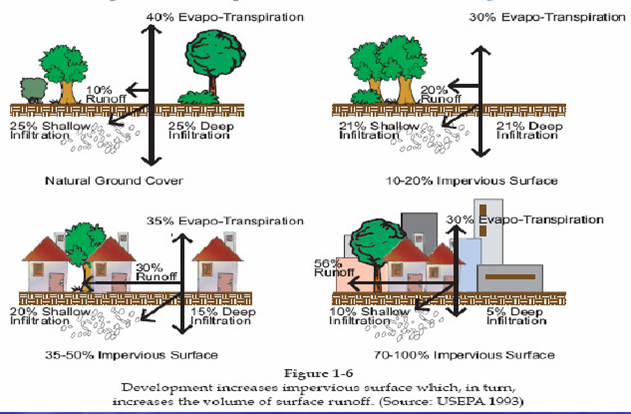 40% Evapo-Transpiration
10%
Runoff
25% Shallow
Infiltration
25% Deep
Infiltration
Natural Ground Cover
30% Evapo-Transpiration
20%
Runoff
21% Shallow
Infiltration
21% Deep
Infiltration
10-20% Impervious Surface
35% Evapo-Transpiration
30%
Runoff
20% Shallow
Infiltration
15% Deep
Infiltration
35-50% Impervious Surface
30% Evapo-Transpiration
56%
Runoff
10% Shallow
Infiltration
5% Deep
Infiltration
70-100% Impervious Surface
Figure 1-6
Development increases impervious surface which, in turn,
increases the volume of surface runoff. (Source: USEPA 1993)